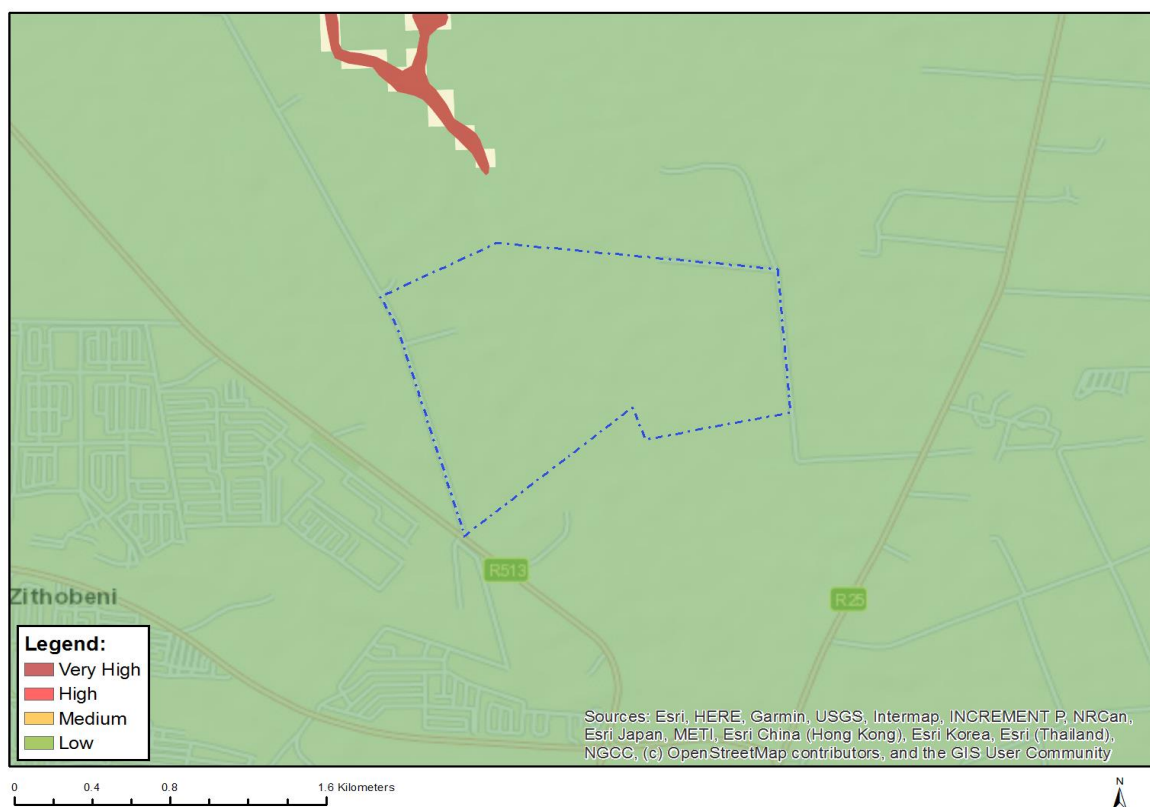 R513
Zithobeni
R25
Legend:
Very High
High
Medium
Low
Sources: Esri, HERE, Garmin, USGS, Intermap, INCREMENT P, NRCan,
Esri Japan, METI, Esri China (Hong Kong), Esri Korea, Esri (Thailand),
NGCC, (c) OpenStreetMap contributors, and the GIS User Community
0 0.4 0.8 1.6 Kilometers
N